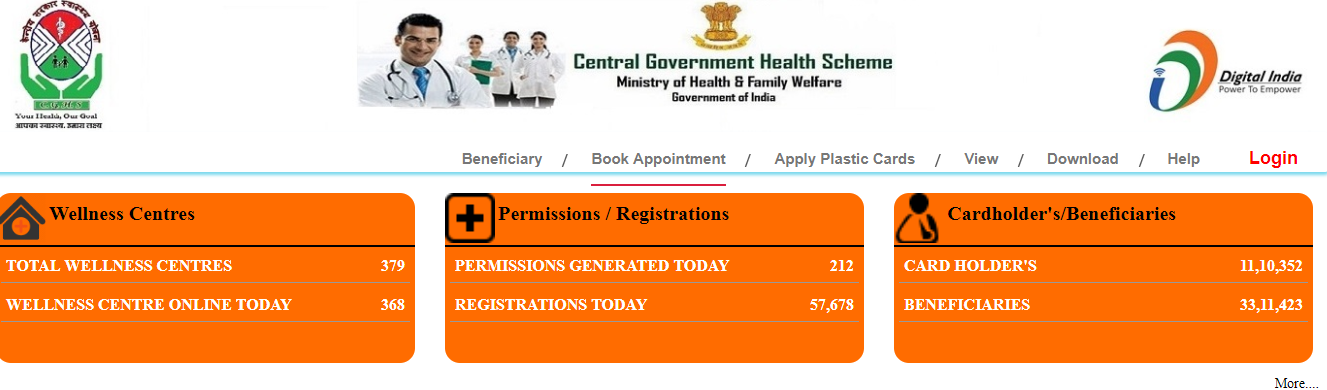 केन्द्रीय सरकार स्वास्थ्य योजना
C G H S
Your Health, Our Goal
आपका स्वास्थ्य, हमारा लक्ष्य
Central Government Health Scheme
Ministry of Health & Family Welfare
Government of India
Digital India
Power To Empower
Beneficiary / Book Appointment / Apply Plastic Cards / View / Download / Help Login
Wellness Centres
TOTAL WELLNESS CENTRES 379
WELLNESS CENTRE ONLINE TODAY 368
Permissions / Registrations
PERMISSIONS GENERATED TODAY 212
REGISTRATIONS TODAY 57,678
Cardholder's/Beneficiaries
CARD HOLDER'S 11,10,352
BENEFICIARIES 33,11,423
More....